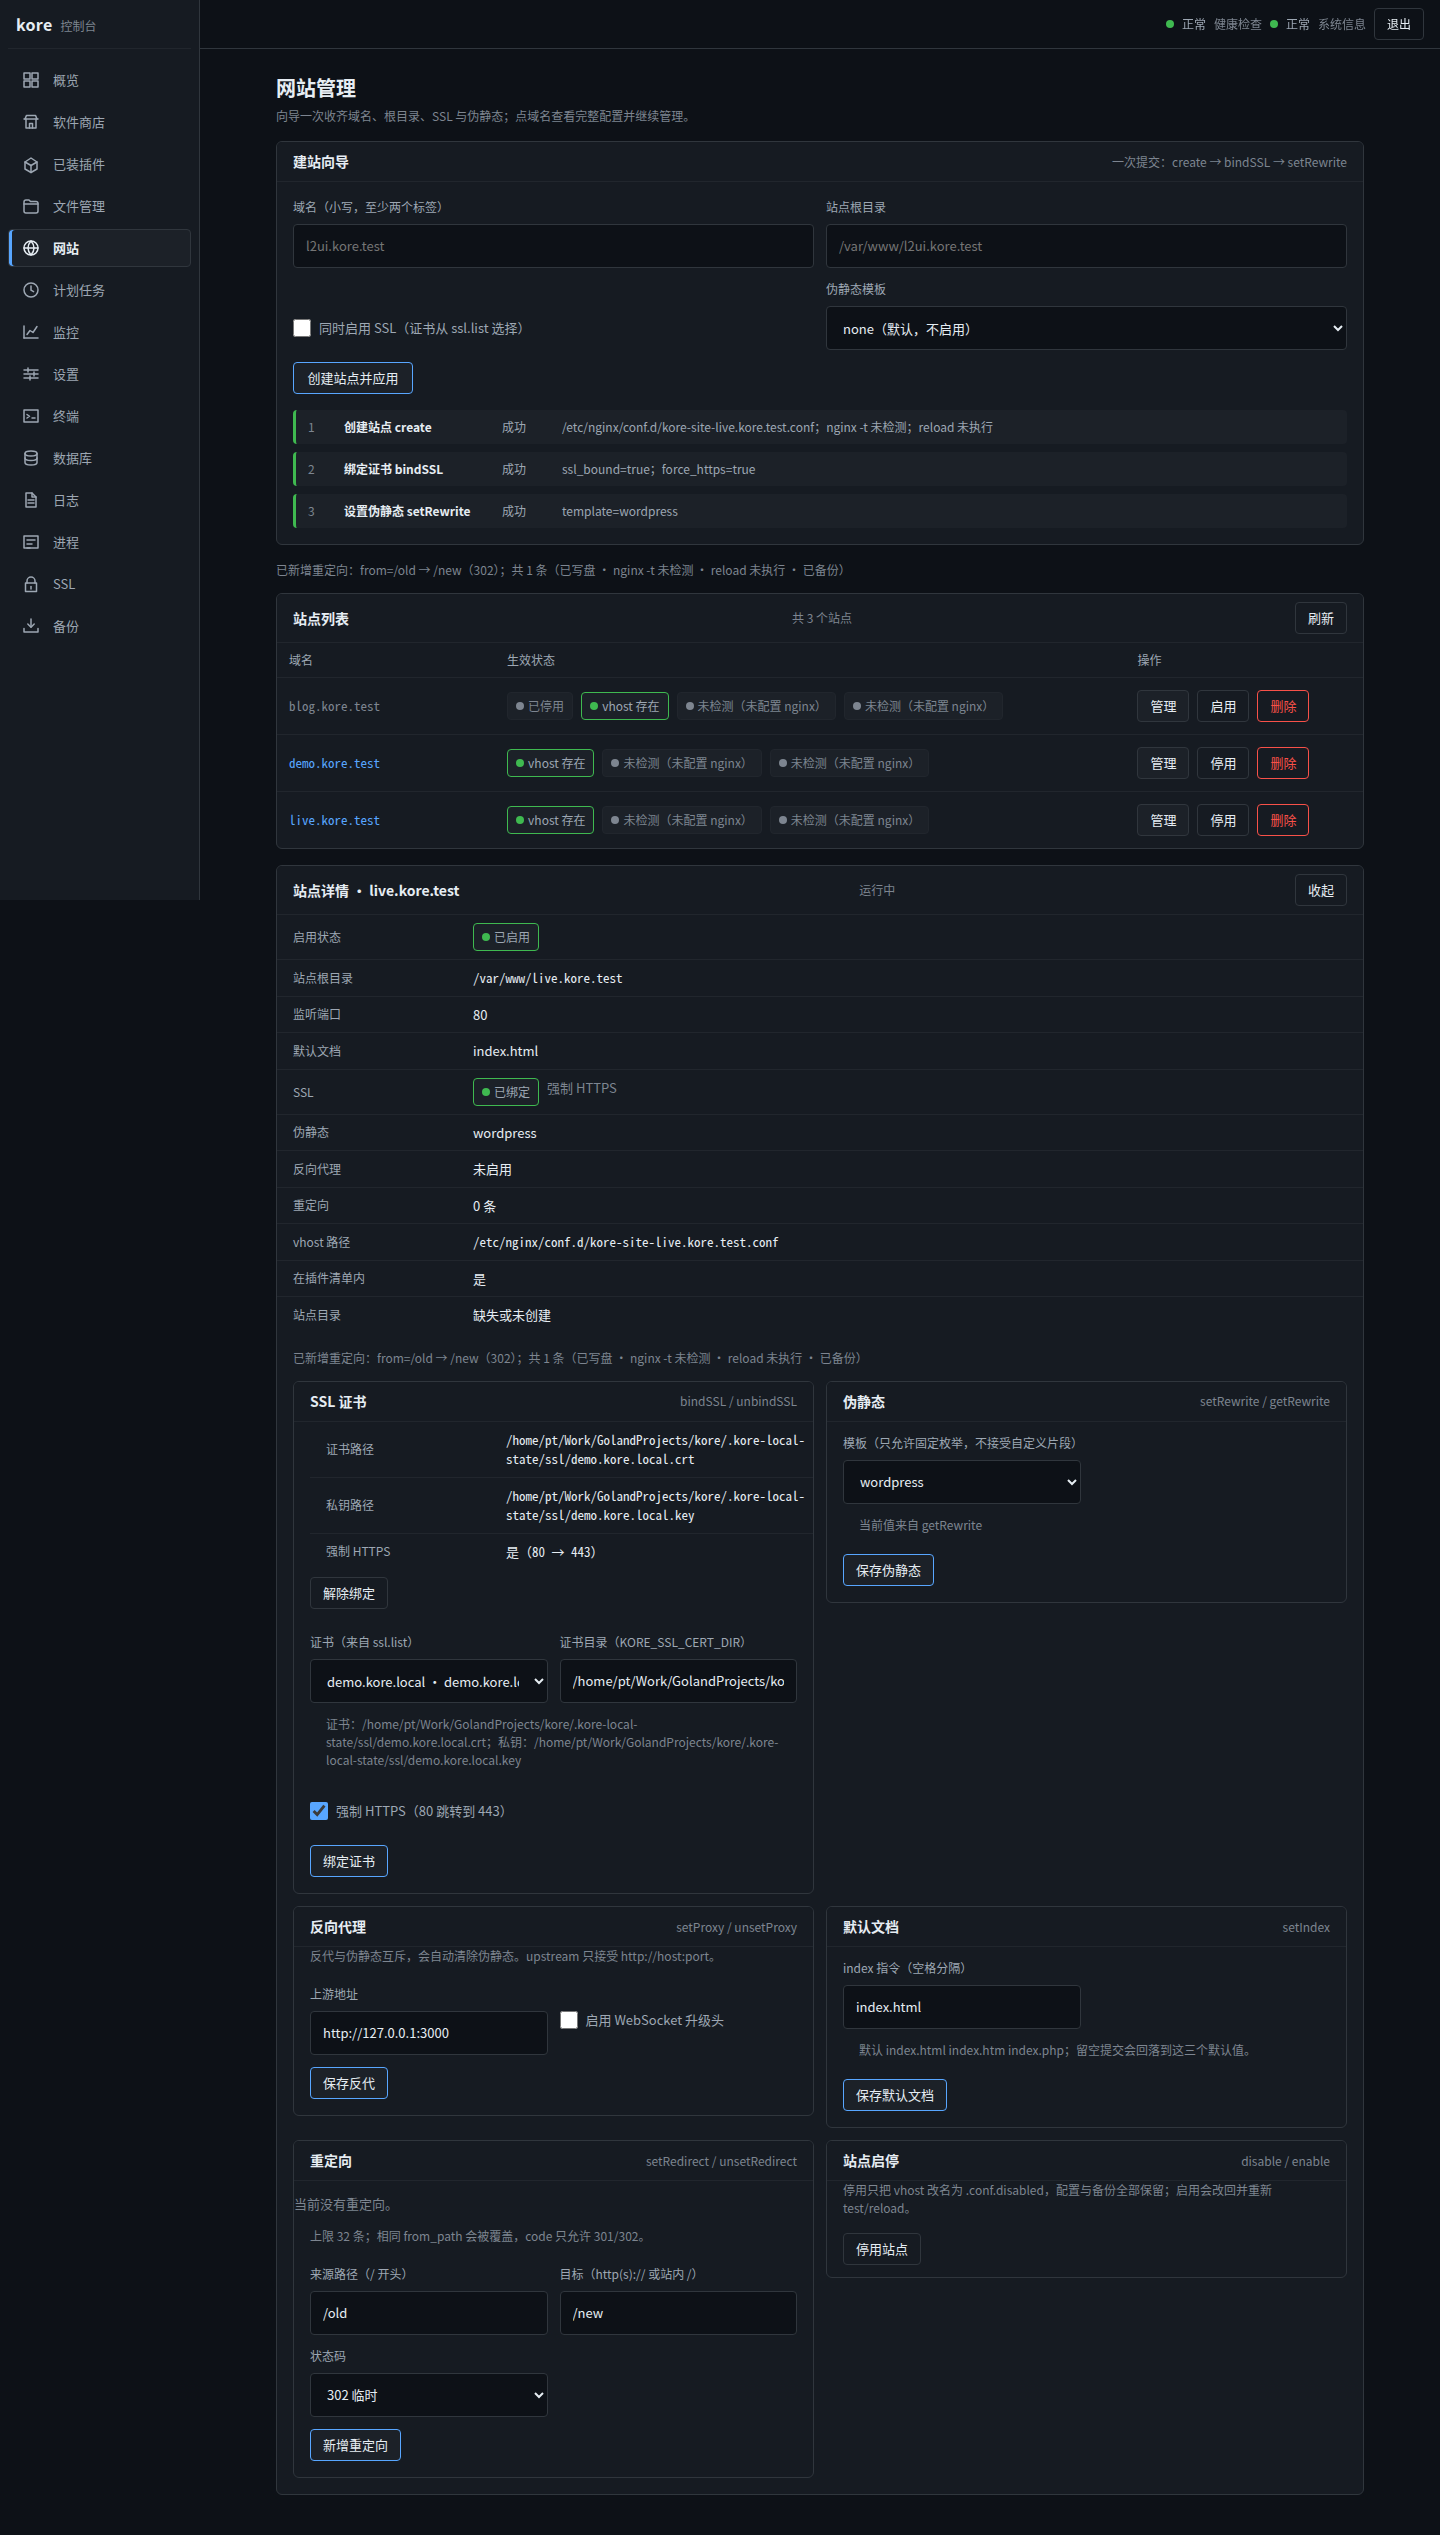 kore 控制台
正常 健康检查 正常 系统信息 退出
概览
软件商店
已装插件
文件管理
网站
计划任务
监控
设置
终端
数据库
日志
进程
SSL
备份
网站管理
向导一次收齐域名、根目录、SSL 与伪静态；点域名查看完整配置并继续管理。
建站向导 一次提交：create → bindSSL → setRewrite
域名（小写，至少两个标签） 站点根目录
l2ui.kore.test /var/www/l2ui.kore.test
伪静态模板
同时启用 SSL（证书从 ssl.list 选择） none（默认，不启用）
创建站点并应用
1 创建站点 create 成功 /etc/nginx/conf.d/kore-site-live.kore.test.conf；nginx -t 未检测；reload 未执行
2 绑定证书 bindSSL 成功 ssl_bound=true；force_https=true
3 设置伪静态 setRewrite 成功 template=wordpress
已新增重定向：from=/old → /new（302）；共 1 条（已写盘 · nginx -t 未检测 · reload 未执行 · 已备份）
站点列表 共 3 个站点 刷新
域名 生效状态 操作
blog.kore.test 已停用 vhost 存在 未检测（未配置 nginx） 未检测（未配置 nginx） 管理 启用 删除
demo.kore.test vhost 存在 未检测（未配置 nginx） 未检测（未配置 nginx） 管理 停用 删除
live.kore.test vhost 存在 未检测（未配置 nginx） 未检测（未配置 nginx） 管理 停用 删除
站点详情 · live.kore.test 运行中 收起
启用状态 已启用
站点根目录 /var/www/live.kore.test
监听端口 80
默认文档 index.html
SSL 已绑定 强制 HTTPS
伪静态 wordpress
反向代理 未启用
重定向 0 条
vhost 路径 /etc/nginx/conf.d/kore-site-live.kore.test.conf
在插件清单内 是
站点目录 缺失或未创建
已新增重定向：from=/old → /new（302）；共 1 条（已写盘 · nginx -t 未检测 · reload 未执行 · 已备份）
SSL 证书 bindSSL / unbindSSL
证书路径 /home/pt/Work/GolandProjects/kore/.kore-local-
state/ssl/demo.kore.local.crt
私钥路径 /home/pt/Work/GolandProjects/kore/.kore-local-
state/ssl/demo.kore.local.key
强制 HTTPS 是（80 → 443）
解除绑定
证书（来自 ssl.list） 证书目录（KORE_SSL_CERT_DIR）
demo.kore.local · demo.kore.l /home/pt/Work/GolandProjects/ko
证书：/home/pt/Work/GolandProjects/kore/.kore-local-
state/ssl/demo.kore.local.crt；私钥：/home/pt/Work/GolandProjects/kore/.kore-
local-state/ssl/demo.kore.local.key
强制 HTTPS（80 跳转到 443）
绑定证书
伪静态 setRewrite / getRewrite
模板（只允许固定枚举，不接受自定义片段）
wordpress
当前值来自 getRewrite
保存伪静态
反向代理 setProxy / unsetProxy
反代与伪静态互斥，会自动清除伪静态。upstream 只接受 http://host:port。
上游地址
http://127.0.0.1:3000 启用 WebSocket 升级头
保存反代
默认文档 setIndex
index 指令（空格分隔）
index.html
默认 index.html index.htm index.php；留空提交会回落到这三个默认值。
保存默认文档
重定向 setRedirect / unsetRedirect
当前没有重定向。
上限 32 条；相同 from_path 会被覆盖，code 只允许 301/302。
来源路径（/ 开头） 目标（http(s):// 或站内 /）
/old /new
状态码
302 临时
新增重定向
站点启停 disable / enable
停用只把 vhost 改名为 .conf.disabled，配置与备份全部保留；启用会改回并重新
test/reload。
停用站点